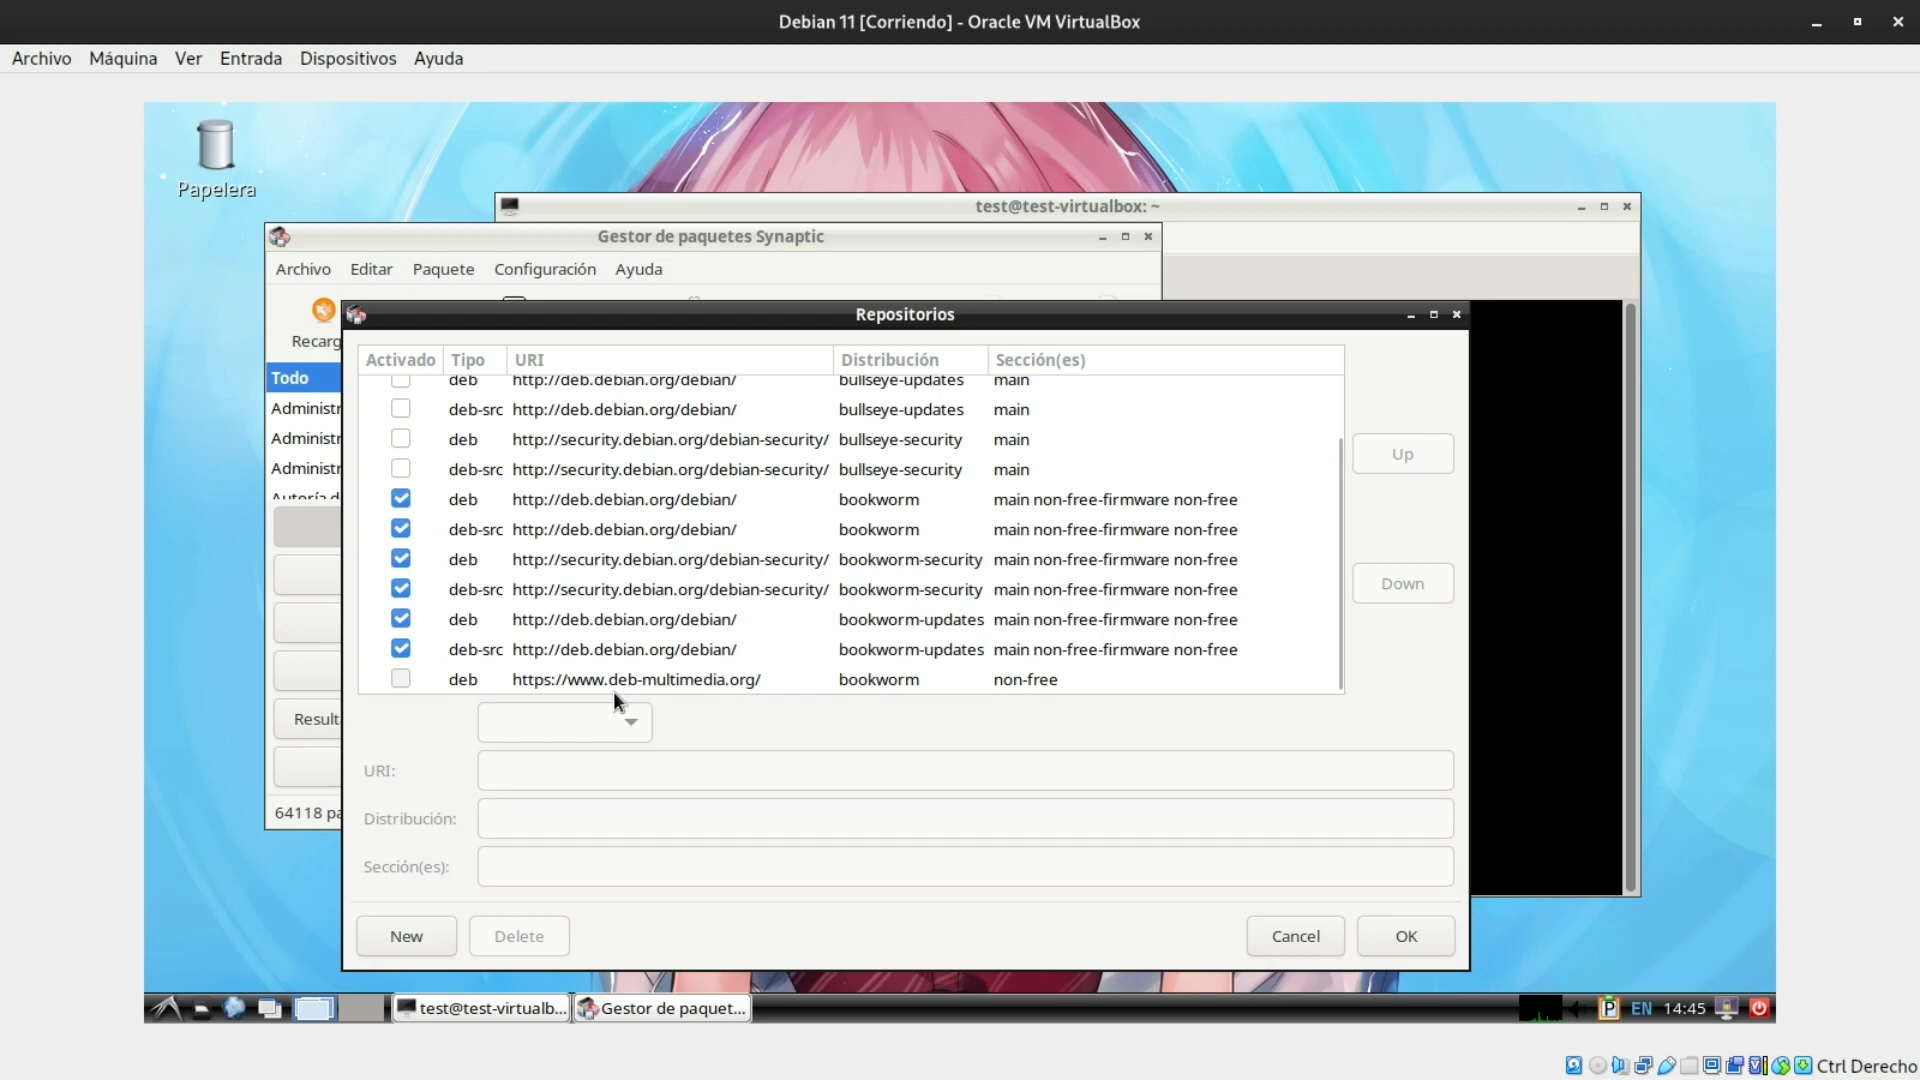 Debian 11 [Corriendo] - Oracle VM VirtualBox
Archivo Máquina Ver Entrada Dispositivos Ayuda
Papelera
test@test-virtualbox: ~
Gestor de paquetes Synaptic
Archivo Editar Paquete Configuración Ayuda
Recarg
Repositorios
Todo
Administr
Administr
Administr
Autoría d
Result
64118 pa
Activado Tipo URI Distribución Sección(es)
deb http://deb.debian.org/debian/ bullseye-updates main
deb-src http://deb.debian.org/debian/ bullseye-updates main
deb http://security.debian.org/debian-security/ bullseye-security main
deb-src http://security.debian.org/debian-security/ bullseye-security main
deb http://deb.debian.org/debian/ bookworm main non-free-firmware non-free
deb-src http://deb.debian.org/debian/ bookworm main non-free-firmware non-free
deb http://security.debian.org/debian-security/ bookworm-security main non-free-firmware non-free
deb-src http://security.debian.org/debian-security/ bookworm-security main non-free-firmware non-free
deb http://deb.debian.org/debian/ bookworm-updates main non-free-firmware non-free
deb-src http://deb.debian.org/debian/ bookworm-updates main non-free-firmware non-free
deb https://www.deb-multimedia.org/ bookworm non-free
Up
Down
URI:
Distribución:
Sección(es):
New Delete Cancel OK
test@test-virtualb... Gestor de paquet... P EN 14:45
Ctrl Derecho